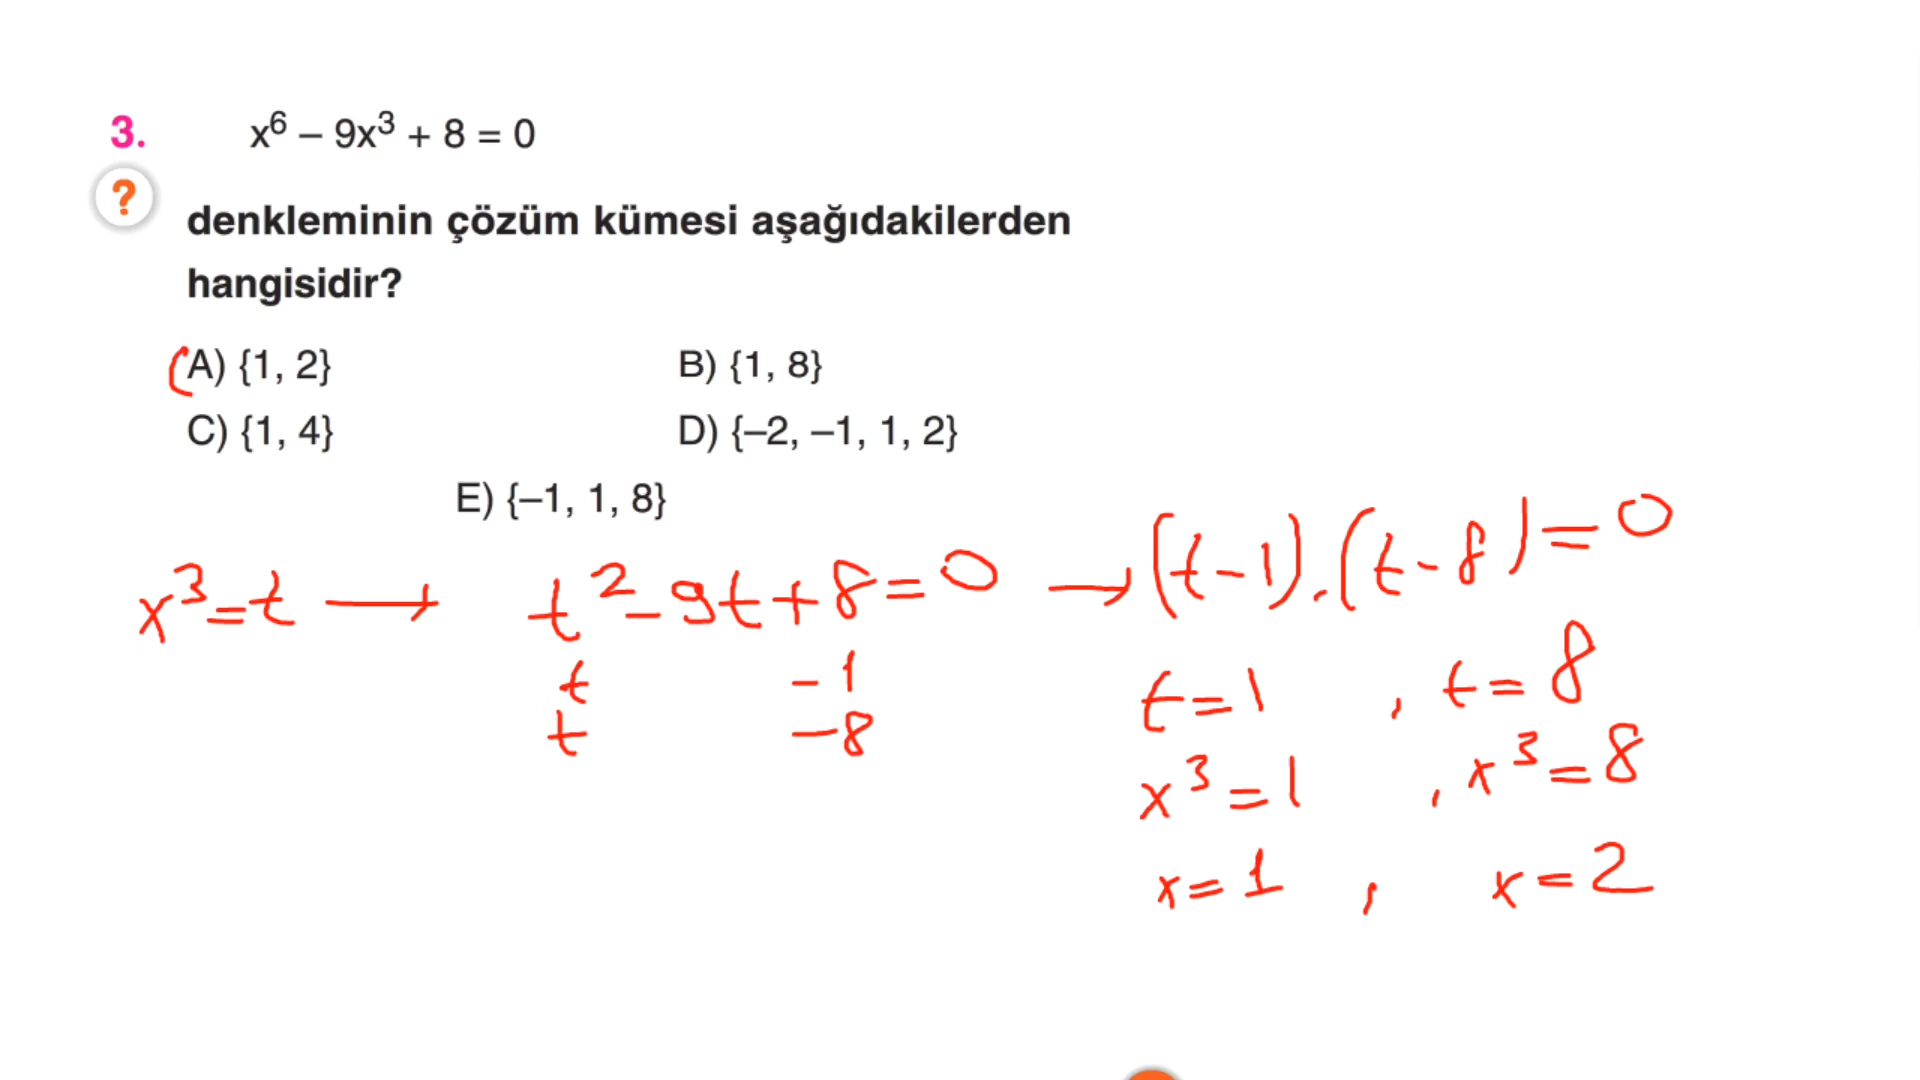 3. x⁶ – 9x³ + 8 = 0
?
denkleminin çözüm kümesi aşağıdakilerden
hangisidir?
(A) {1, 2} B) {1, 8}
C) {1, 4} D) {–2, –1, 1, 2}
E) {–1, 1, 8}
x³=t → t²-9t+8=0 → (t-1).(t-8)=0
t -1
t -8
t=1 , t=8
x³=1 , x³=8
x=1 , x=2